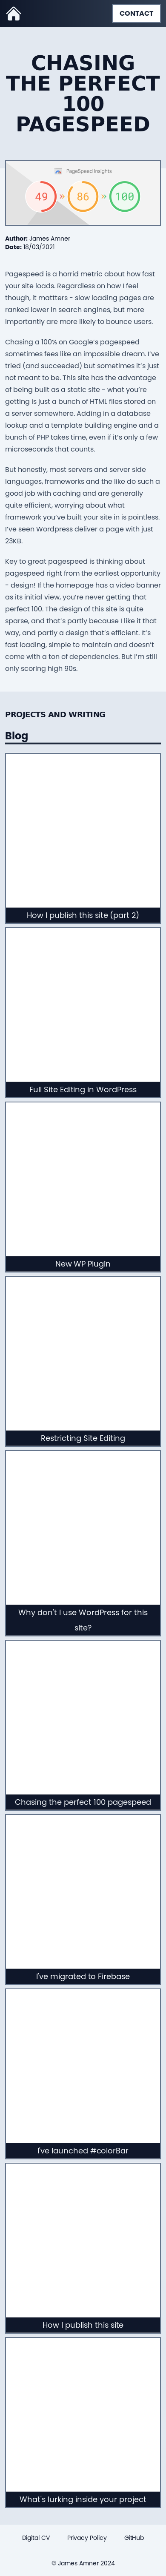 CONTACT
CHASING
THE PERFECT
100
PAGESPEED
PageSpeed Insights
49 » 86 » 100
Author: James Amner
Date: 18/03/2021
Pagespeed is a horrid metric about how fast
your site loads. Regardless on how I feel
though, it mattters - slow loading pages are
ranked lower in search engines, but more
importantly are more likely to bounce users.
Chasing a 100% on Google's pagespeed
sometimes feels like an impossible dream. I've
tried (and succeeded) but sometimes it's just
not meant to be. This site has the advantage
of being built as a static site - what you're
getting is just a bunch of HTML files stored on
a server somewhere. Adding in a database
lookup and a template building engine and a
bunch of PHP takes time, even if it's only a few
microseconds that counts.
But honestly, most servers and server side
languages, frameworks and the like do such a
good job with caching and are generally
quite efficient, worrying about what
framework you've built your site in is pointless.
I've seen Wordpress deliver a page with just
23KB.
Key to great pagespeed is thinking about
pagespeed right from the earliest opportunity
- design! If the homepage has a video banner
as its initial view, you're never getting that
perfect 100. The design of this site is quite
sparse, and that's partly because I like it that
way, and partly a design that's efficient. It's
fast loading, simple to maintain and doesn't
come with a ton of dependencies. But I'm still
only scoring high 90s.
PROJECTS AND WRITING
Blog
How I publish this site (part 2)
Full Site Editing in WordPress
New WP Plugin
Restricting Site Editing
Why don't I use WordPress for this
site?
Chasing the perfect 100 pagespeed
I've migrated to Firebase
I've launched #colorBar
How I publish this site
What's lurking inside your project
Digital CV Privacy Policy GitHub
© James Amner 2024